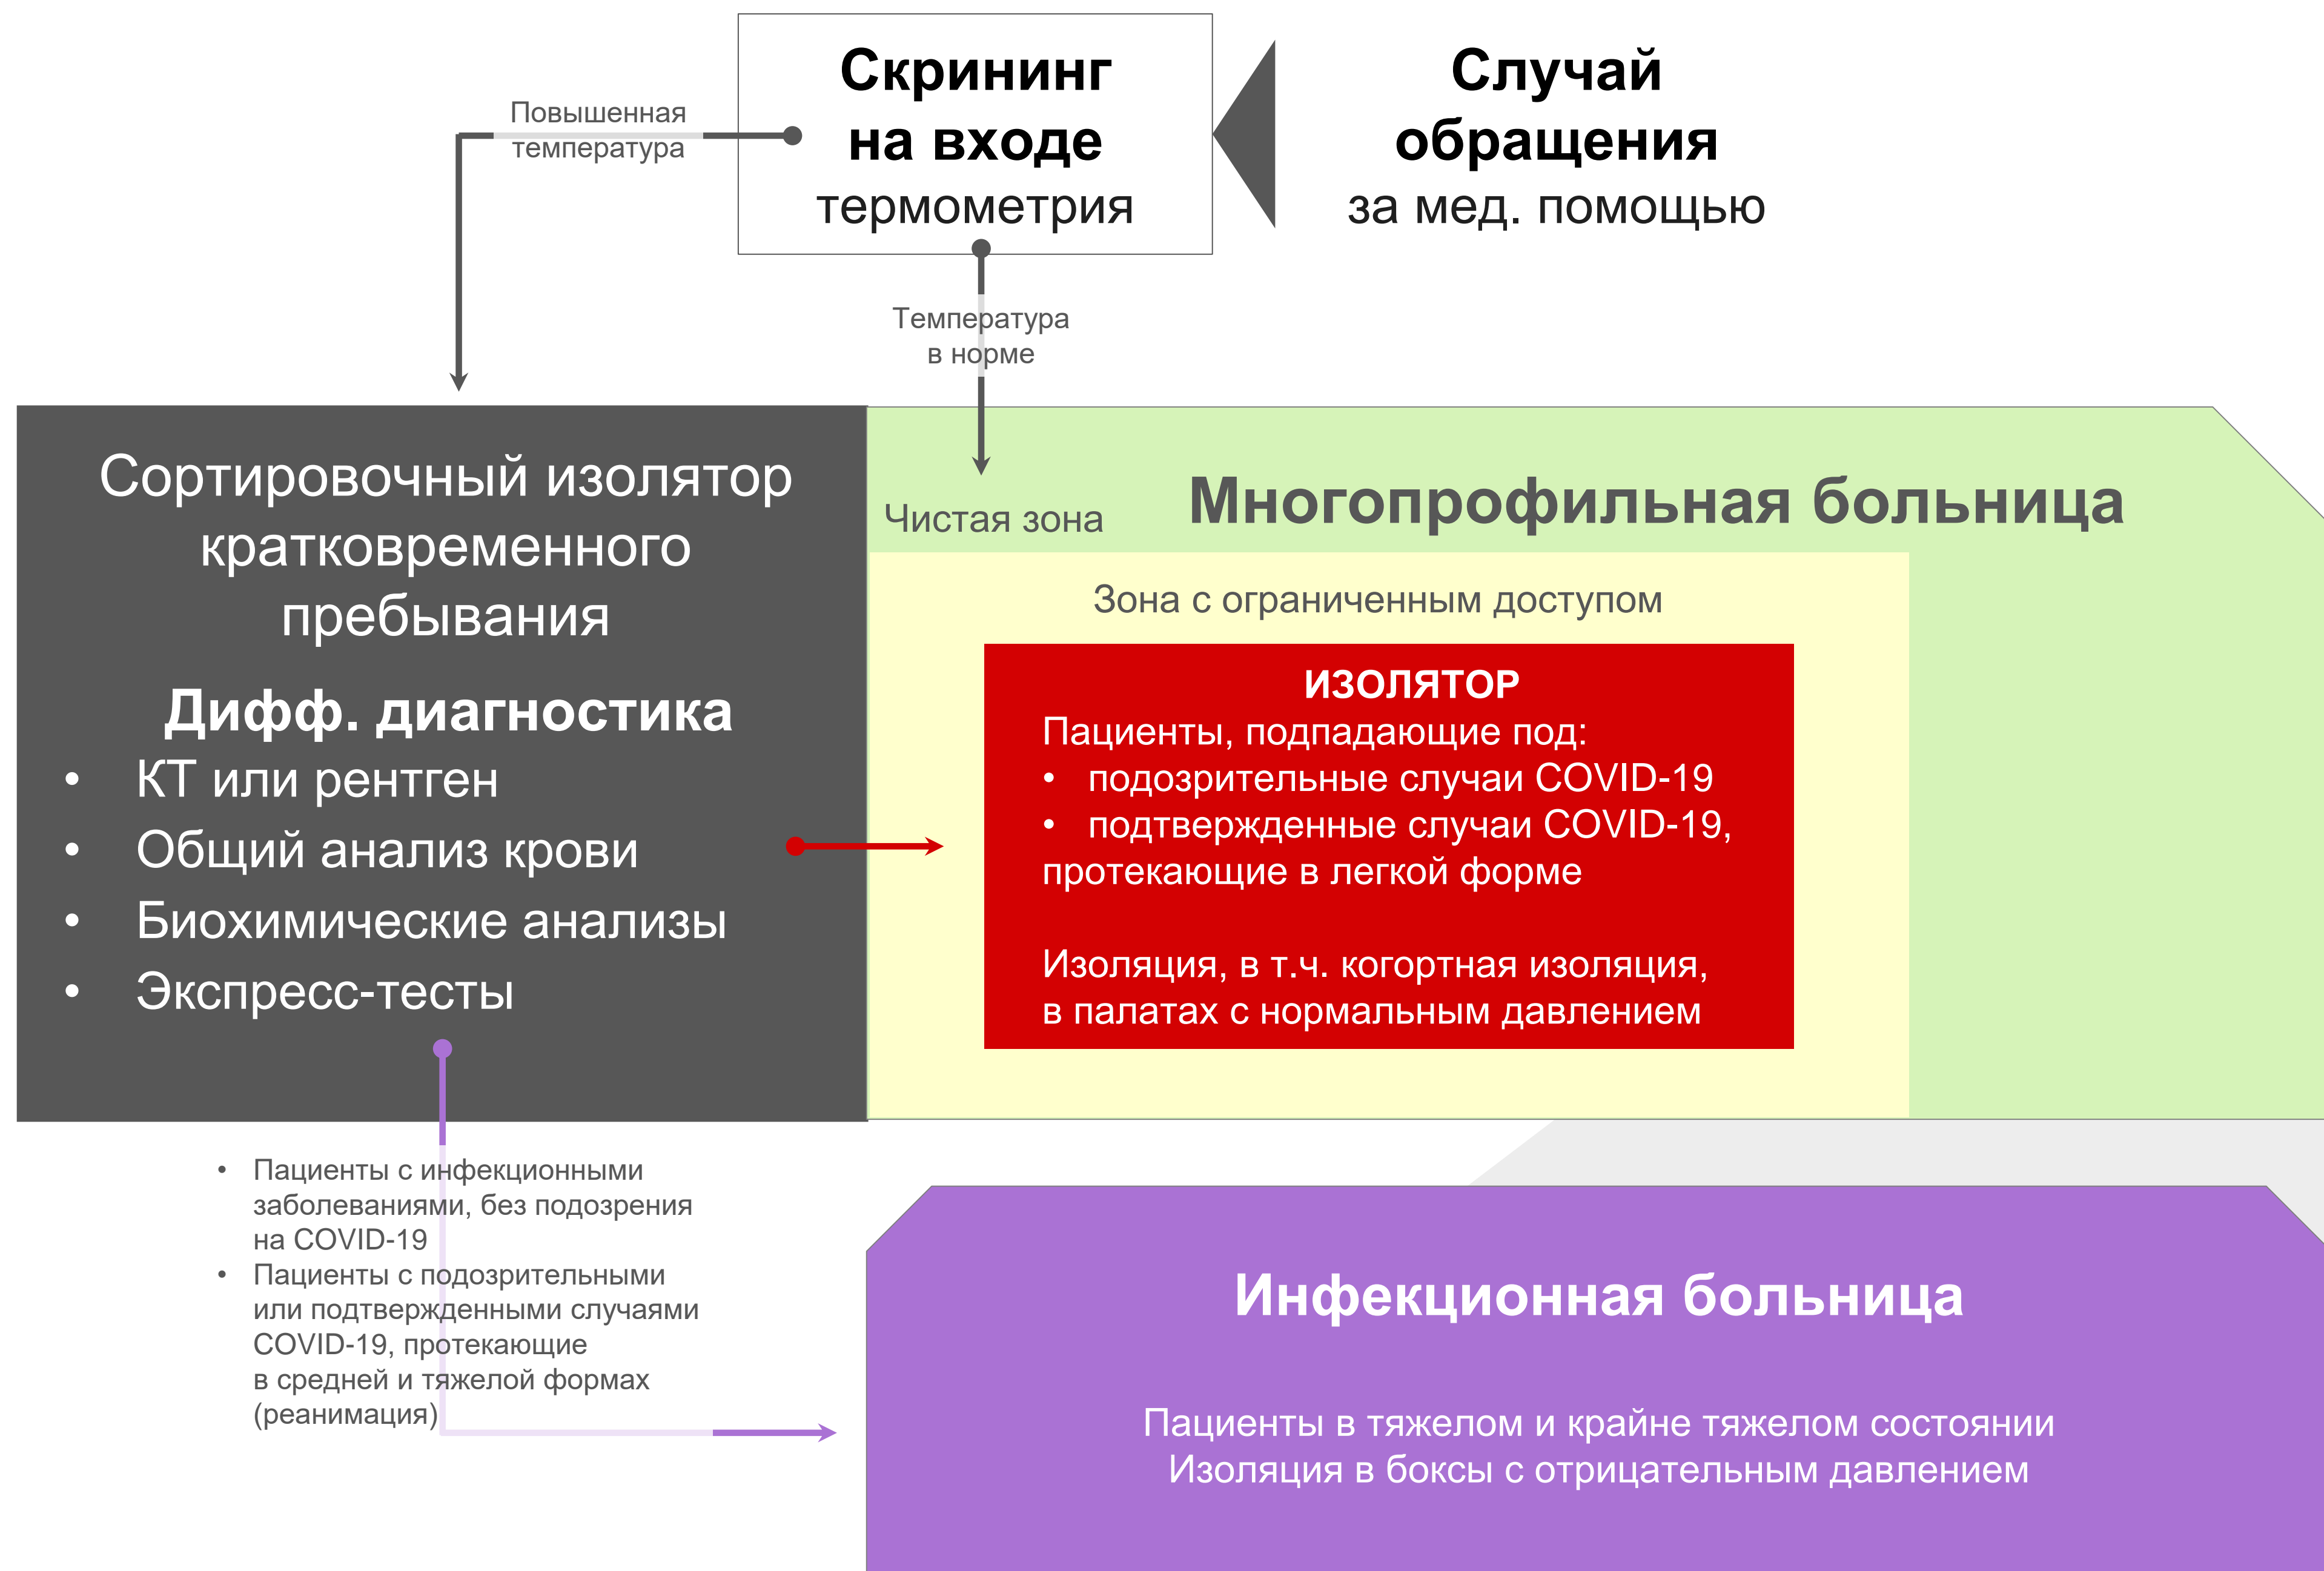 Скрининг
на входе
термометрия
Случай
обращения
за мед. помощью
Повышенная
температура
Температура
в норме
Сортировочный изолятор
кратковременного
пребывания
Дифф. диагностика
• КТ или рентген
• Общий анализ крови
• Биохимические анализы
• Экспресс-тесты
Чистая зона
Многопрофильная больница
Зона с ограниченным доступом
ИЗОЛЯТОР
Пациенты, подпадающие под:
• подозрительные случаи COVID-19
• подтвержденные случаи COVID-19,
протекающие в легкой форме
Изоляция, в т.ч. когортная изоляция,
в палатах с нормальным давлением
• Пациенты с инфекционными
заболеваниями, без подозрения
на COVID-19
• Пациенты с подозрительными
или подтвержденными случаями
COVID-19, протекающие
в средней и тяжелой формах
(реанимация)
Инфекционная больница
Пациенты в тяжелом и крайне тяжелом состоянии
Изоляция в боксы с отрицательным давлением